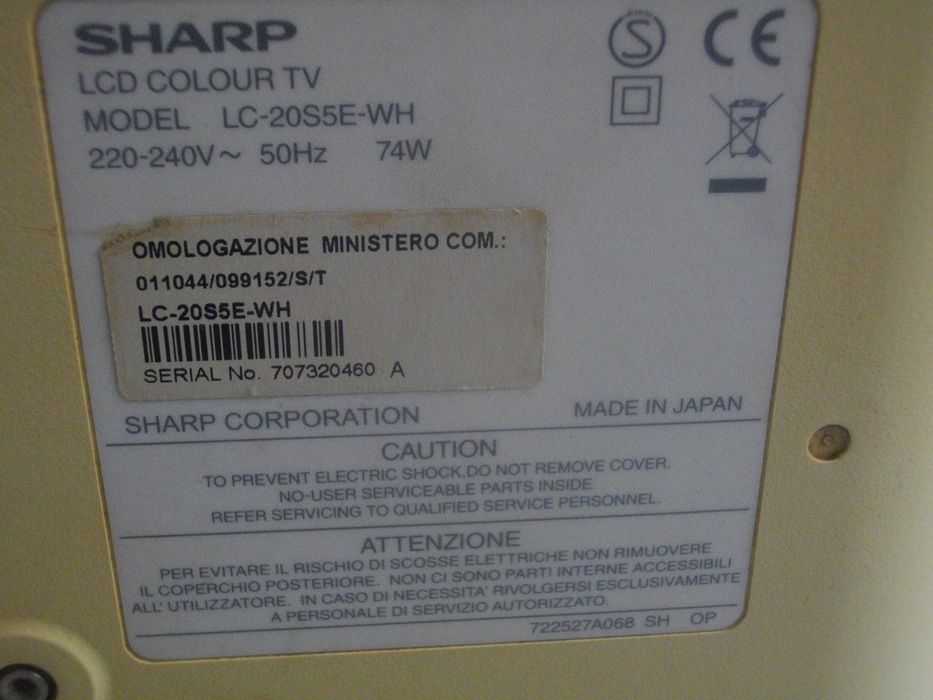 SHARP
LCD COLOUR TV
MODEL LC-20S5E-WH
220-240V~ 50Hz 74W
S
CE
OMOLOGAZIONE MINISTERO COM.:
011044/099152/S/T
LC-20S5E-WH
SERIAL No. 707320460 A
SHARP CORPORATION MADE IN JAPAN
CAUTION
TO PREVENT ELECTRIC SHOCK,DO NOT REMOVE COVER.
NO-USER SERVICEABLE PARTS INSIDE.
REFER SERVICING TO QUALIFIED SERVICE PERSONNEL.
ATTENZIONE
PER EVITARE IL RISCHIO DI SCOSSE ELETTRICHE NON RIMUOVERE
IL COPERCHIO POSTERIORE. NON CI SONO PARTI INTERNE ACCESSIBILI
ALL' UTILIZZATORE. IN CASO DI NECESSITA' RIVOLGERSI ESCLUSIVAMENTE
A PERSONALE DI SERVIZIO AUTORIZZATO.
722527A068 SH OP